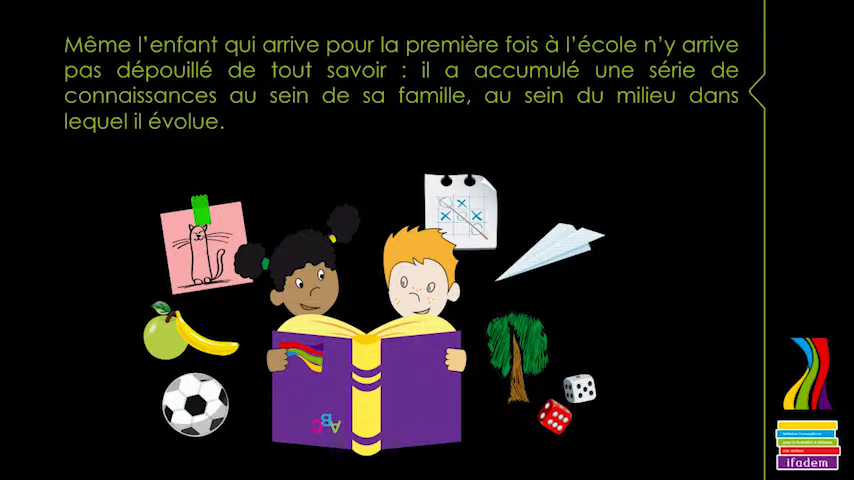 Même l’enfant qui arrive pour la première fois à l’école n’y arrive
pas dépouillé de tout savoir : il a accumulé une série de
connaissances au sein de sa famille, au sein du milieu dans
lequel il évolue.
ABC
ifadem